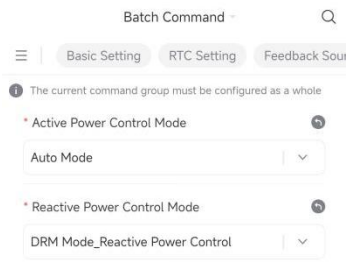 Batch Command
Basic Setting RTC Setting Feedback Sour
The current command group must be configured as a whole
* Active Power Control Mode
Auto Mode
* Reactive Power Control Mode
DRM Mode_Reactive Power Control